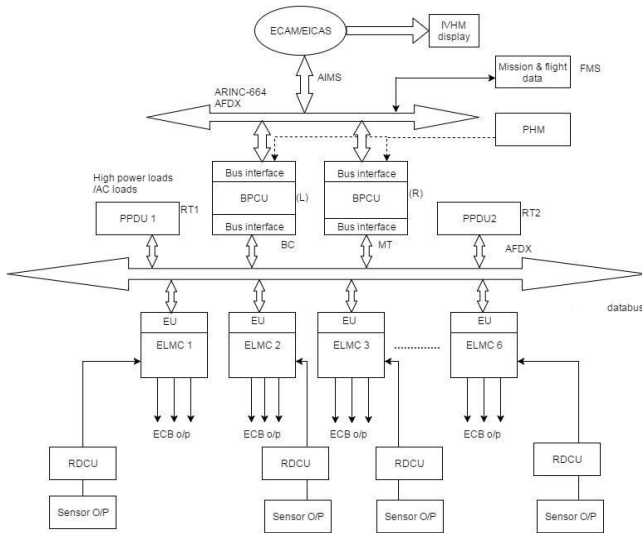 ECAM/EICAS
IVHM
display
AIMS
ARINC-664
AFDX
Mission & flight
data
FMS
PHM
Bus interface
BPCU
Bus interface
(L)
BC
Bus interface
BPCU
Bus interface
(R)
MT
High power loads
/AC loads
PPDU 1
RT1
PPDU2
RT2
AFDX
databus
EU
ELMC 1
EU
ELMC 2
EU
ELMC 3
EU
ELMC 6
ECB o/p
ECB o/p
ECB o/p
ECB o/p
RDCU
RDCU
RDCU
RDCU
Sensor O/P
Sensor O/P
Sensor O/P
Sensor O/P